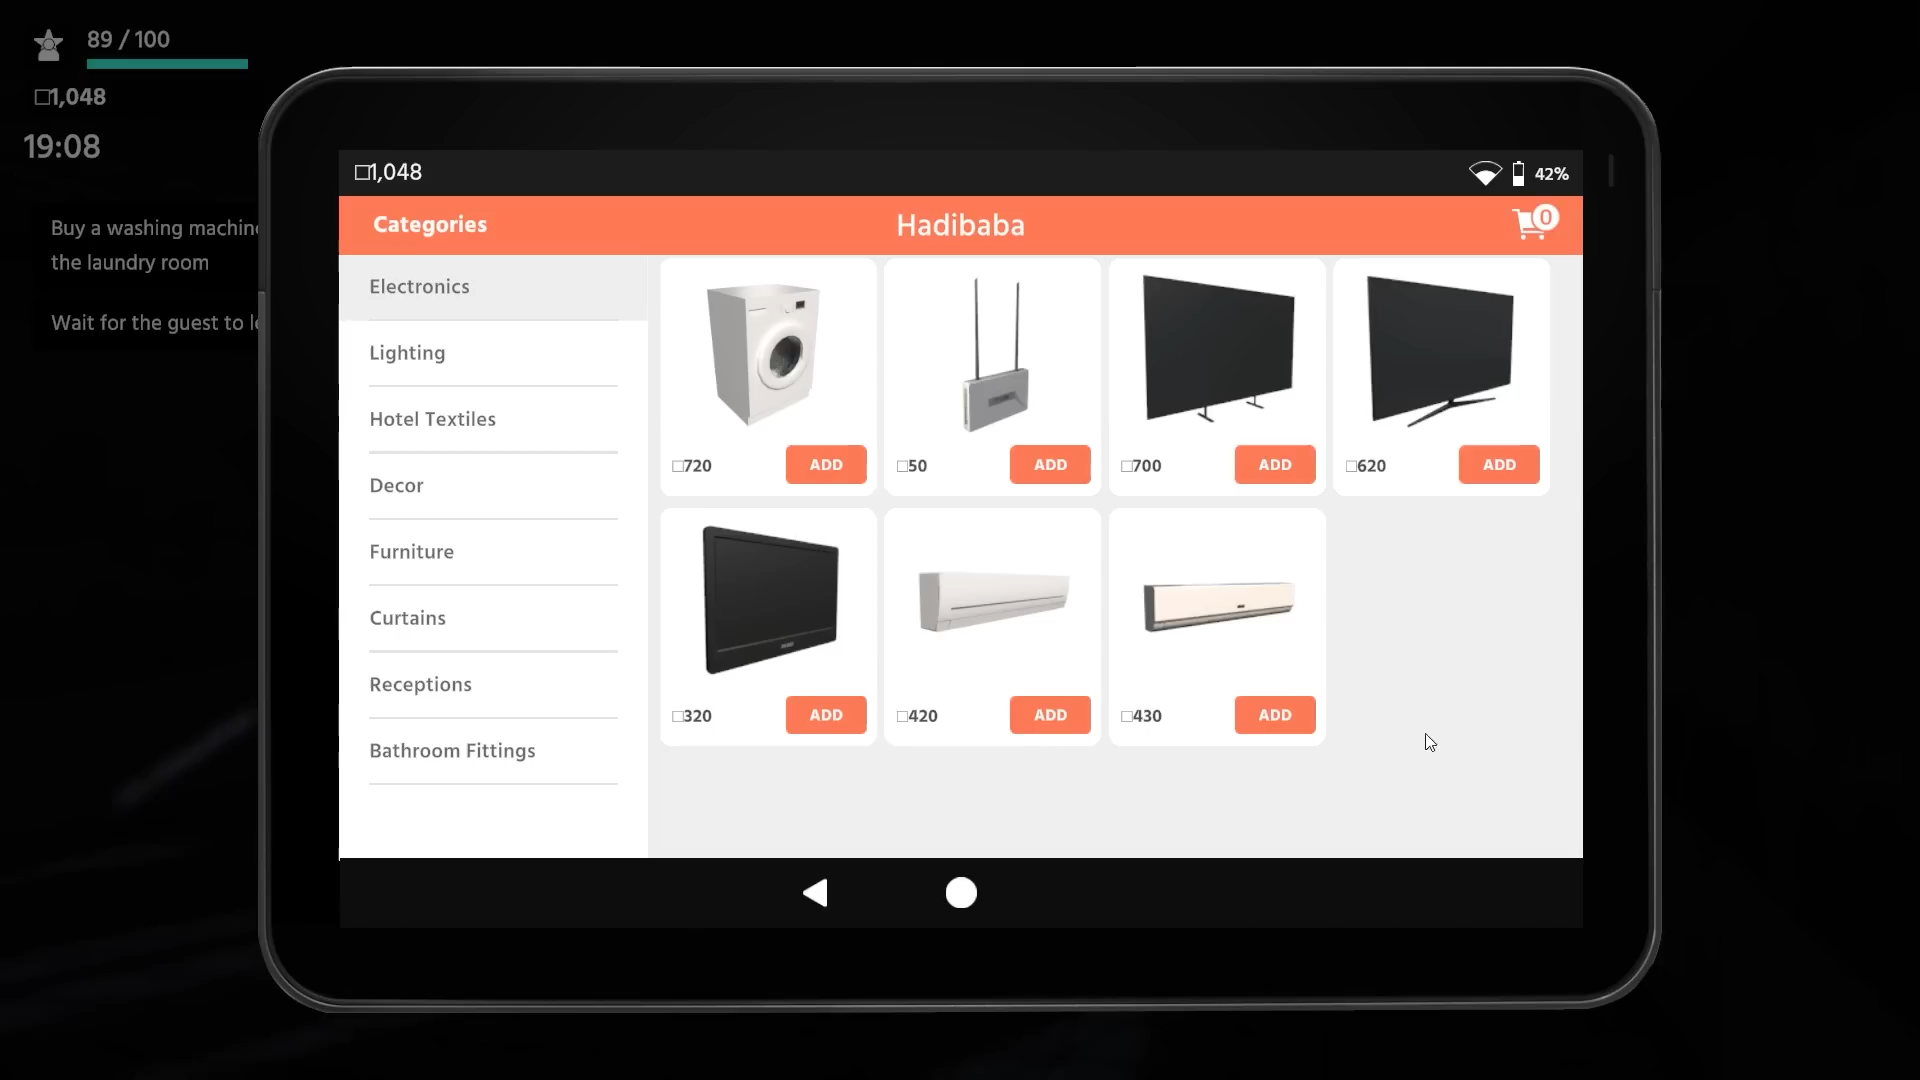 89 / 100
□1,048
19:08
Buy a washing machine
the laundry room
Wait for the guest to
□1,048
42%
Categories
Hadibaba
0
Electronics
Lighting
Hotel Textiles
Decor
Furniture
Curtains
Receptions
Bathroom Fittings
□720 ADD
□50 ADD
□700 ADD
□620 ADD
□320 ADD
□420 ADD
□430 ADD